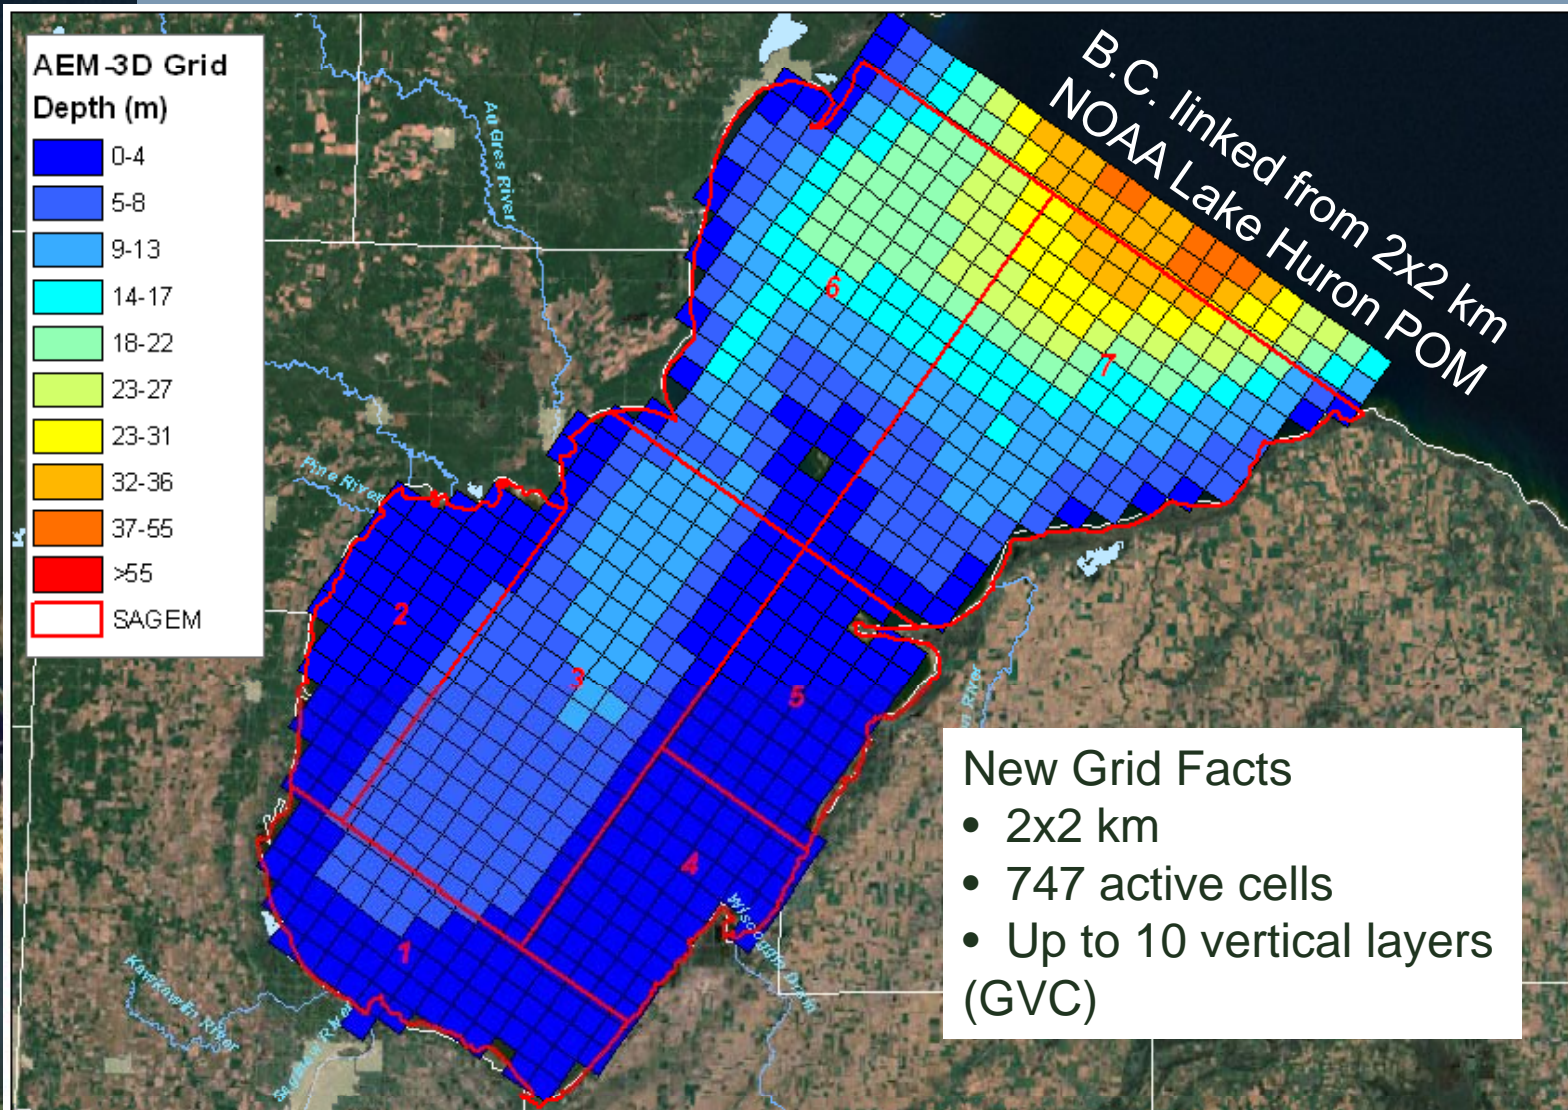 AEM-3D Grid
Depth (m)
0-4
5-8
9-13
14-17
18-22
23-27
23-31
32-36
37-55
>55
SAGEM
B.C. linked from 2x2 km
NOAA Lake Huron POM
Au Gres River
Pine River
Kawkawlin River
River
River
1
2
3
4
5
6
7
New Grid Facts
• 2x2 km
• 747 active cells
• Up to 10 vertical layers
(GVC)